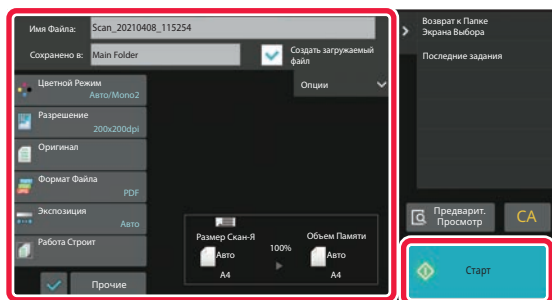 Имя Файла:
Scan_20210408_115254
Сохранено в:
Main Folder
Создать загружаемый
файл
Опции
Цветной Режим
Авто/Mono2
Разрешение
200x200dpi
Оригинал
Формат Файла
PDF
Экспозиция
Авто
Работа Строит
Прочие
Размер Скан-Я
Авто
A4
100%
Объем Памяти
Авто
A4
Возврат к Папке
Экрана Выбора
Последние задания
Предварит.
Просмотр
CA
Старт